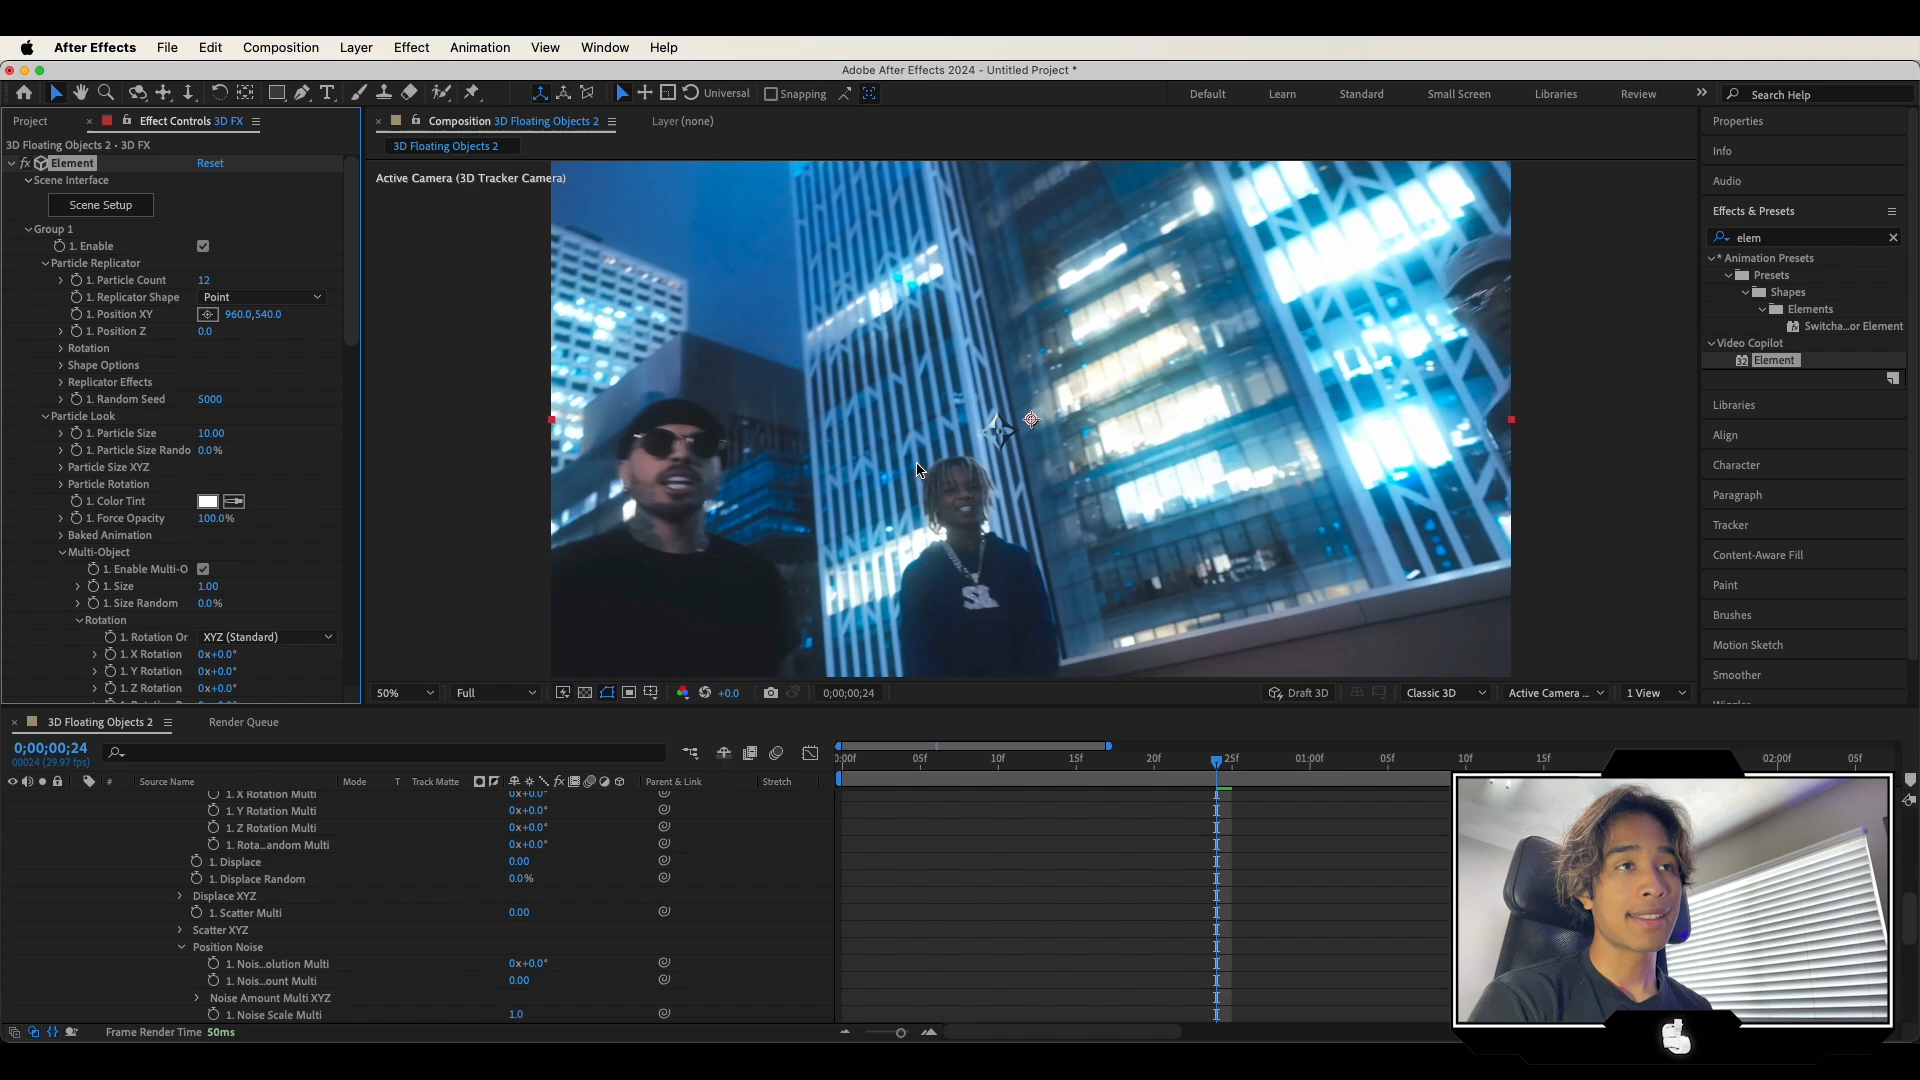 After Effects File Edit Composition Layer Effect Animation View Window Help
Adobe After Effects 2024 - Untitled Project *
Universal Snapping Default Learn Standard Small Screen Libraries Review Search Help
Project Effect Controls 3D FX Composition 3D Floating Objects 2 Layer (none) Properties
3D Floating Objects 2 • 3D FX 3D Floating Objects 2
Info
Element Reset
Scene Interface Active Camera (3D Tracker Camera) Audio
Scene Setup
Effects & Presets
Group 1
elem
1. Enable
* Animation Presets
Particle Replicator
Presets
1. Particle Count 12
Shapes
1. Replicator Shape Point
Elements
1. Position XY 960.0,540.0
Switcha...or Element
1. Position Z 0.0
Video Copilot
Rotation
Element
Shape Options
Replicator Effects
1. Random Seed 5000
Libraries
Particle Look
1. Particle Size 10.00
Align
1. Particle Size Rando 0.0%
Particle Size XYZ
Character
Particle Rotation
Paragraph
1. Color Tint
1. Force Opacity 100.0%
Tracker
Baked Animation
Multi-Object
Content-Aware Fill
1. Enable Multi-O
1. Size 1.00
Paint
1. Size Random 0.0%
Brushes
Rotation
1. Rotation Or XYZ (Standard)
Motion Sketch
1. X Rotation 0x+0.0°
1. Y Rotation 0x+0.0°
Smoother
1. Z Rotation 0x+0.0°
50% Full +0.0 0;00;00;24 Draft 3D Classic 3D Active Camera ... 1 View
3D Floating Objects 2 Render Queue
0;00;00;24
00024 (29.97 fps)
05f 10f 15f 20f 25f 01:00f 05f 10f 15f 02:00f 05f
# Source Name Mode T Track Matte fx Parent & Link Stretch
1. X Rotation Multi 0x+0.0°
1. Y Rotation Multi 0x+0.0°
1. Z Rotation Multi 0x+0.0°
1. Rota...andom Multi 0x+0.0°
1. Displace 0.00
1. Displace Random 0.0%
Displace XYZ
1. Scatter Multi 0.00
Scatter XYZ
Position Noise
1. Nois...olution Multi 0x+0.0°
1. Nois...ount Multi 0.00
Noise Amount Multi XYZ
1. Noise Scale Multi 1.0
Frame Render Time 50ms